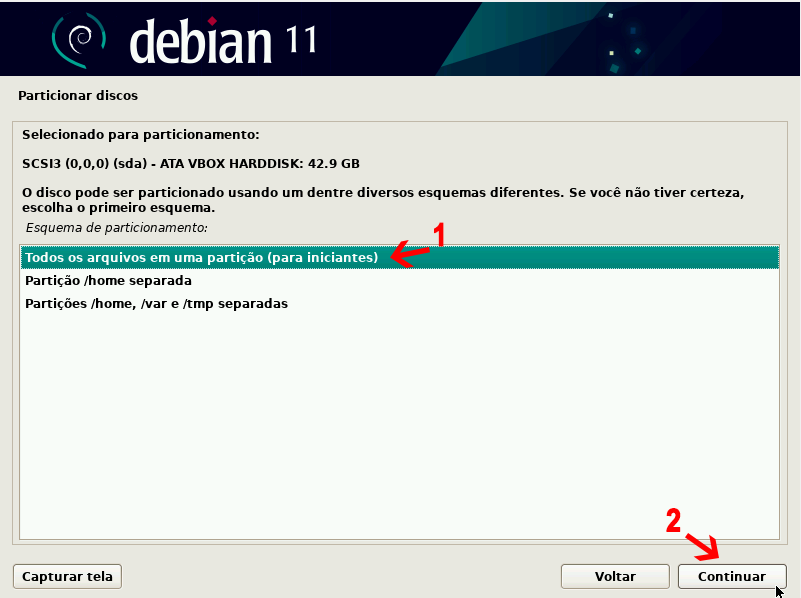 debian 11
Particionar discos
Selecionado para particionamento:
SCSI3 (0,0,0) (sda) - ATA VBOX HARDDISK: 42.9 GB
O disco pode ser particionado usando um dentre diversos esquemas diferentes. Se você não tiver certeza,
escolha o primeiro esquema.
Esquema de particionamento:
1
Todos os arquivos em uma partição (para iniciantes)
Partição /home separada
Partições /home, /var e /tmp separadas
2
Capturar tela
Voltar
Continuar